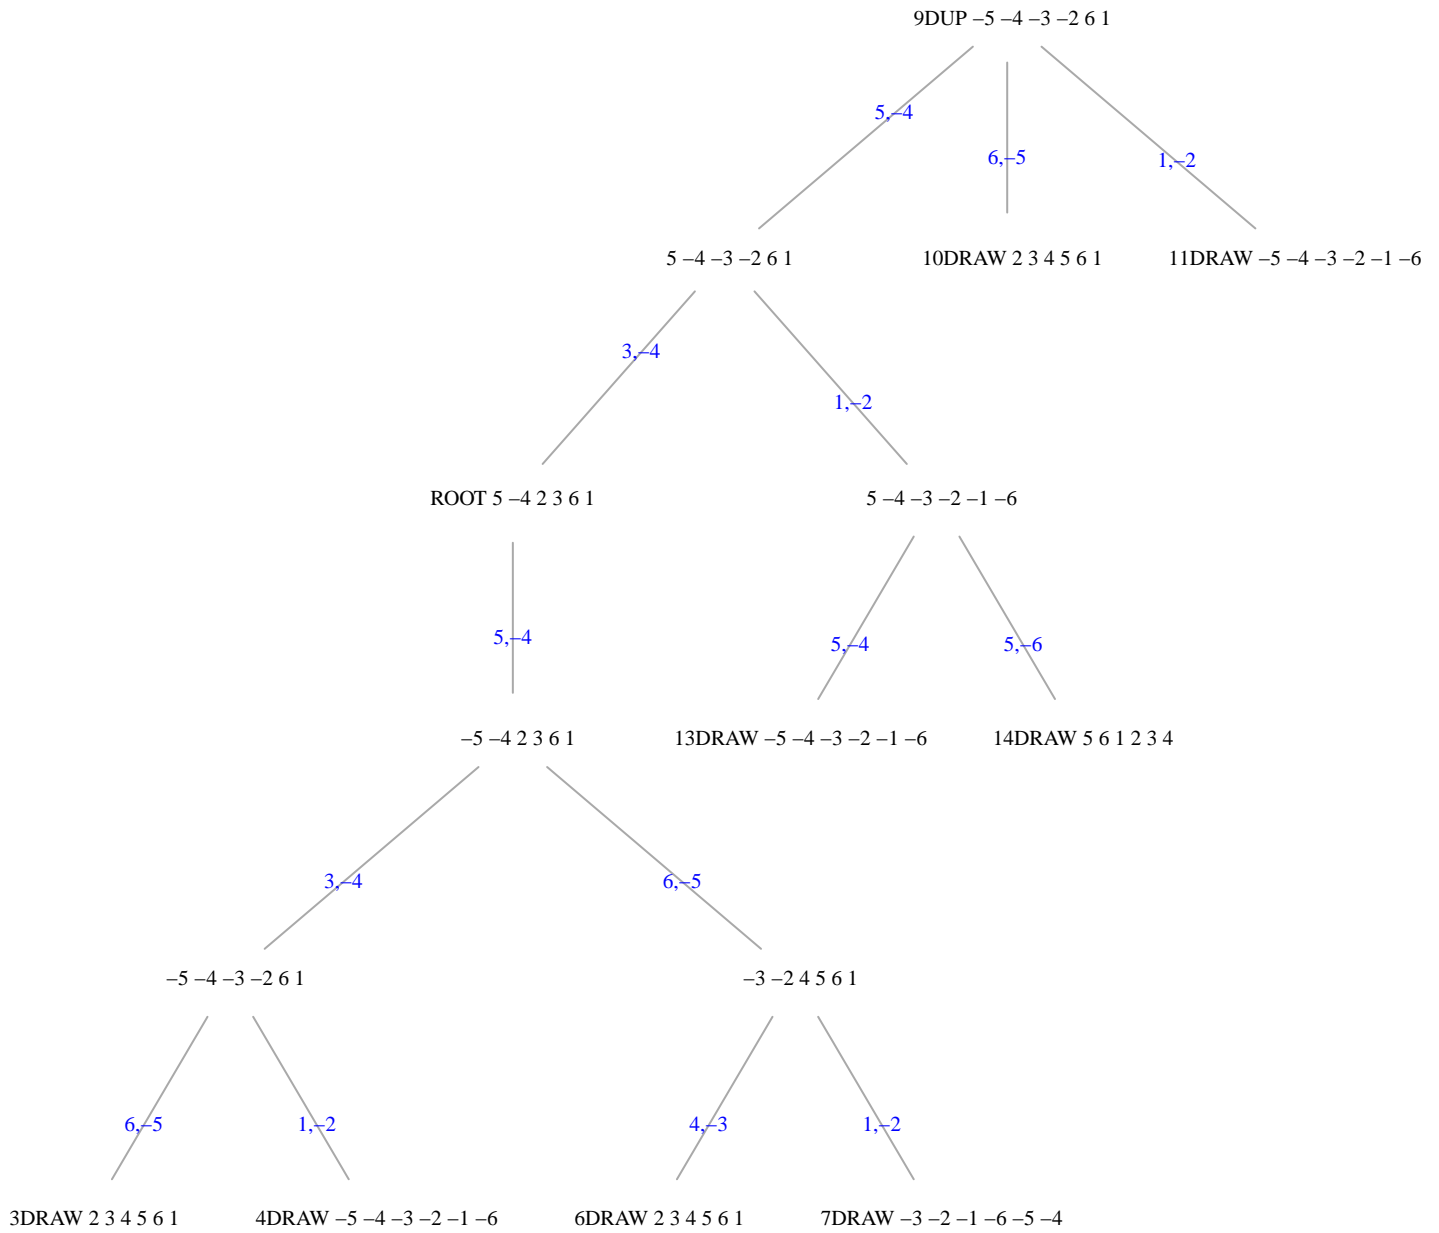 9DUP –5 –4 –3 –2 6 1
5,–4
6,–5
1,–2
5 –4 –3 –2 6 1
10DRAW 2 3 4 5 6 1
11DRAW –5 –4 –3 –2 –1 –6
3,–4
1,–2
ROOT 5 –4 2 3 6 1
5 –4 –3 –2 –1 –6
5,–4
5,–4
5,–6
–5 –4 2 3 6 1
13DRAW –5 –4 –3 –2 –1 –6
14DRAW 5 6 1 2 3 4
3,–4
6,–5
–5 –4 –3 –2 6 1
–3 –2 4 5 6 1
6,–5
1,–2
4,–3
1,–2
3DRAW 2 3 4 5 6 1
4DRAW –5 –4 –3 –2 –1 –6
6DRAW 2 3 4 5 6 1
7DRAW –3 –2 –1 –6 –5 –4